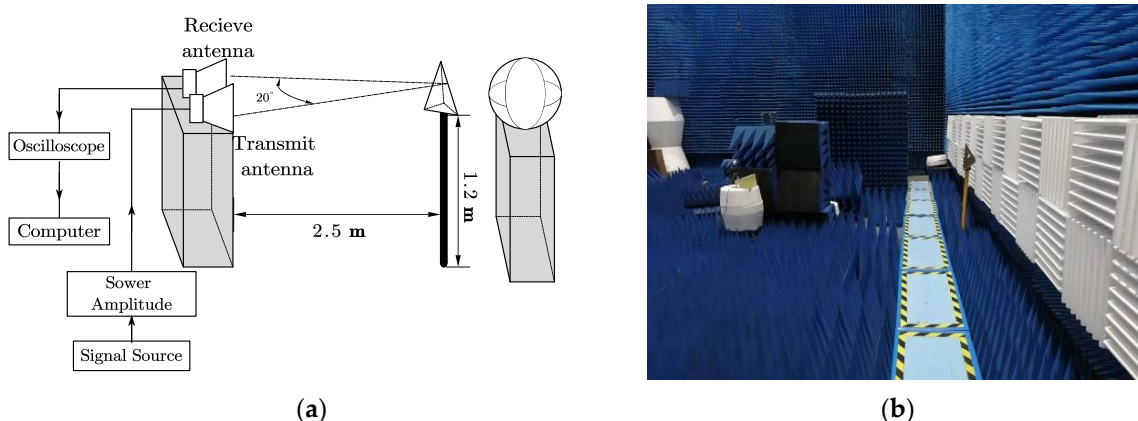 Recieve
antenna
20°
Transmit
antenna
Oscilloscope
Computer
1.2 m
2.5 m
Sower
Amplitude
Signal Source
(a)
(b)